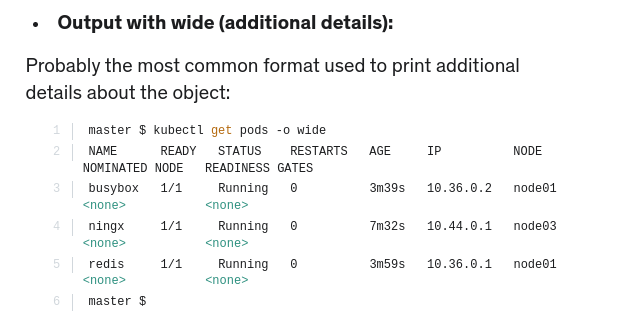 • Output with wide (additional details):
Probably the most common format used to print additional
details about the object:
1 master $ kubectl get pods -o wide
2 NAME READY STATUS RESTARTS AGE IP NODE
NOMINATED NODE READINESS GATES
3 busybox 1/1 Running 0 3m39s 10.36.0.2 node01
<none> <none>
4 ningx 1/1 Running 0 7m32s 10.44.0.1 node03
<none> <none>
5 redis 1/1 Running 0 3m59s 10.36.0.1 node01
<none> <none>
6 master $